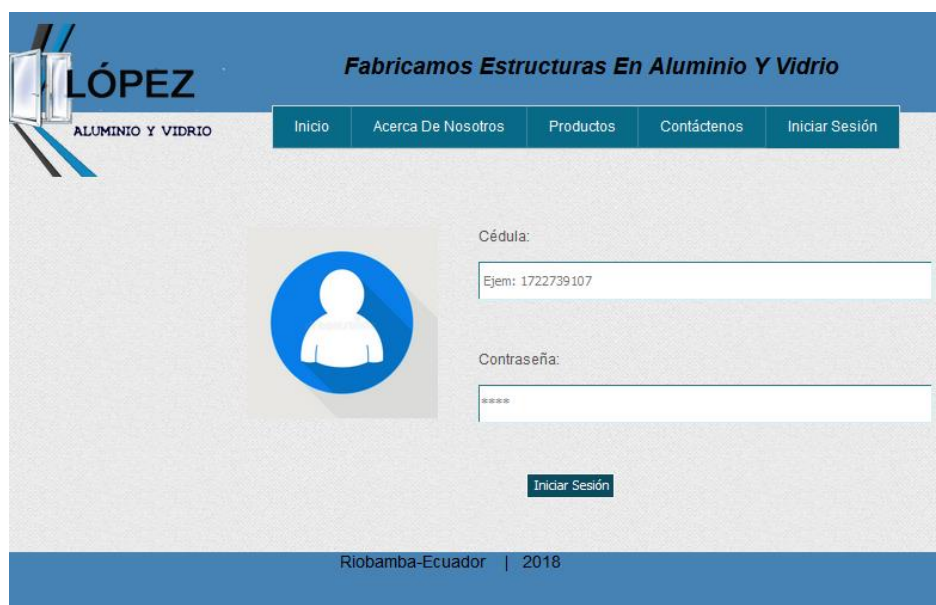 LÓPEZ
ALUMINIO Y VIDRIO
Fabricamos Estructuras En Aluminio Y Vidrio
Inicio Acerca De Nosotros Productos Contáctenos Iniciar Sesión
Cédula:
Ejem: 1722739107
Contraseña:
****
Iniciar Sesión
Riobamba-Ecuador | 2018